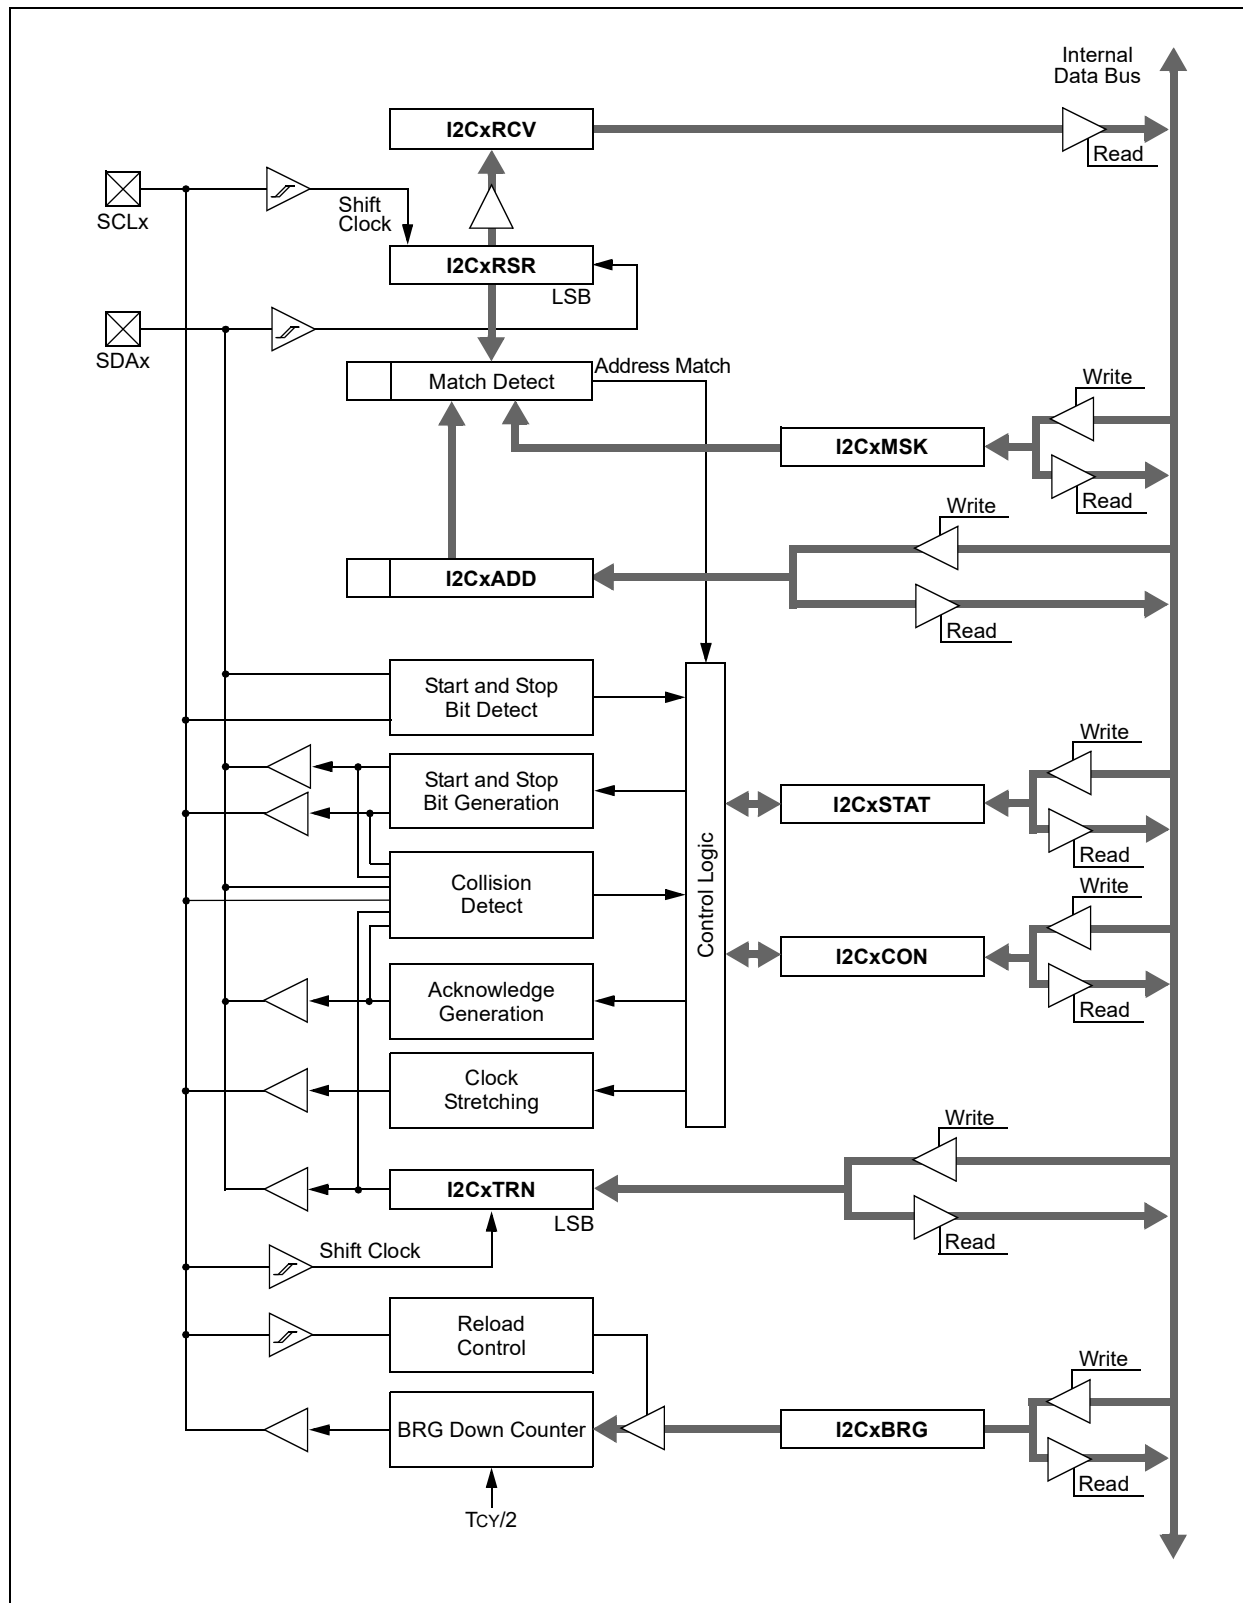 Internal
Data Bus
I2CxRCV
Read
SCLx
Shift
Clock
I2CxRSR
LSB
SDAx
Address Match
Match Detect
Write
I2CxMSK
Read
Write
I2CxADD
Read
Start and Stop
Bit Detect
Write
Start and Stop
Bit Generation
I2CxSTAT
Read
Control Logic
Collision
Detect
Write
I2CxCON
Acknowledge
Generation
Read
Clock
Stretching
Write
I2CxTRN
LSB
Read
Shift Clock
Reload
Control
Write
BRG Down Counter
I2CxBRG
Read
TCY/2